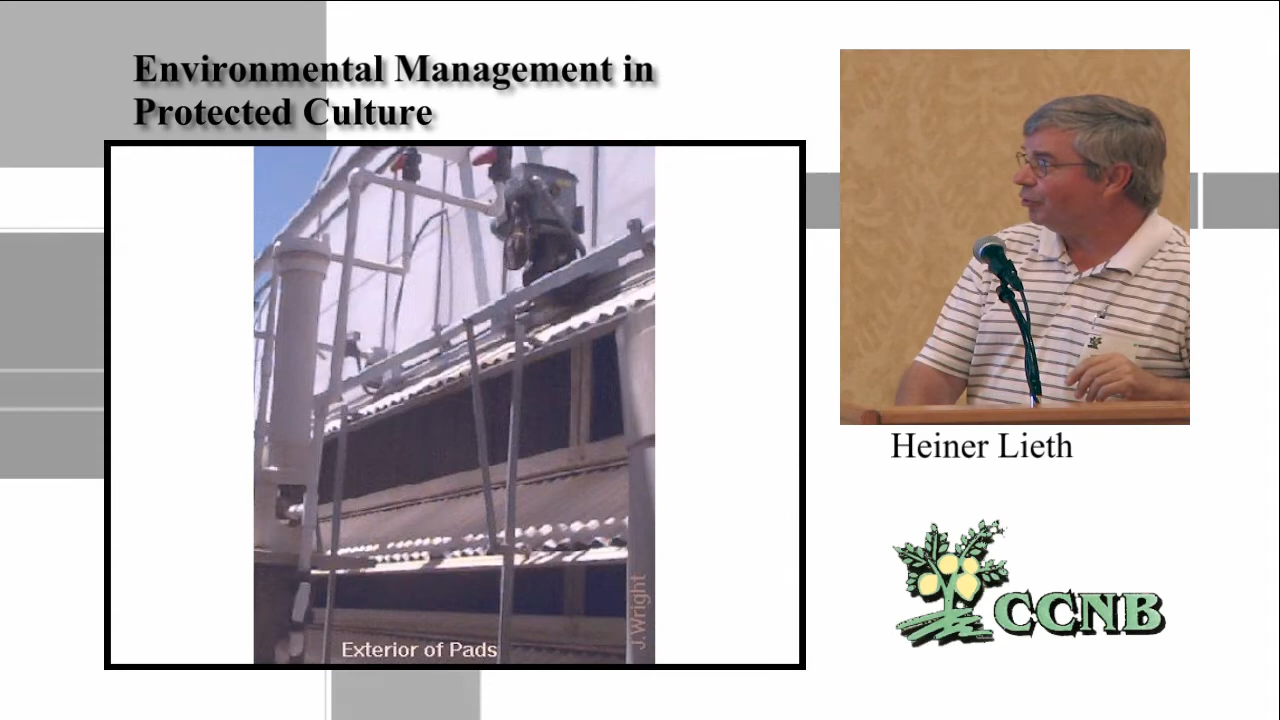 Environmental Management in
Protected Culture
Exterior of Pads
J.Wright
Heiner Lieth
CCNB